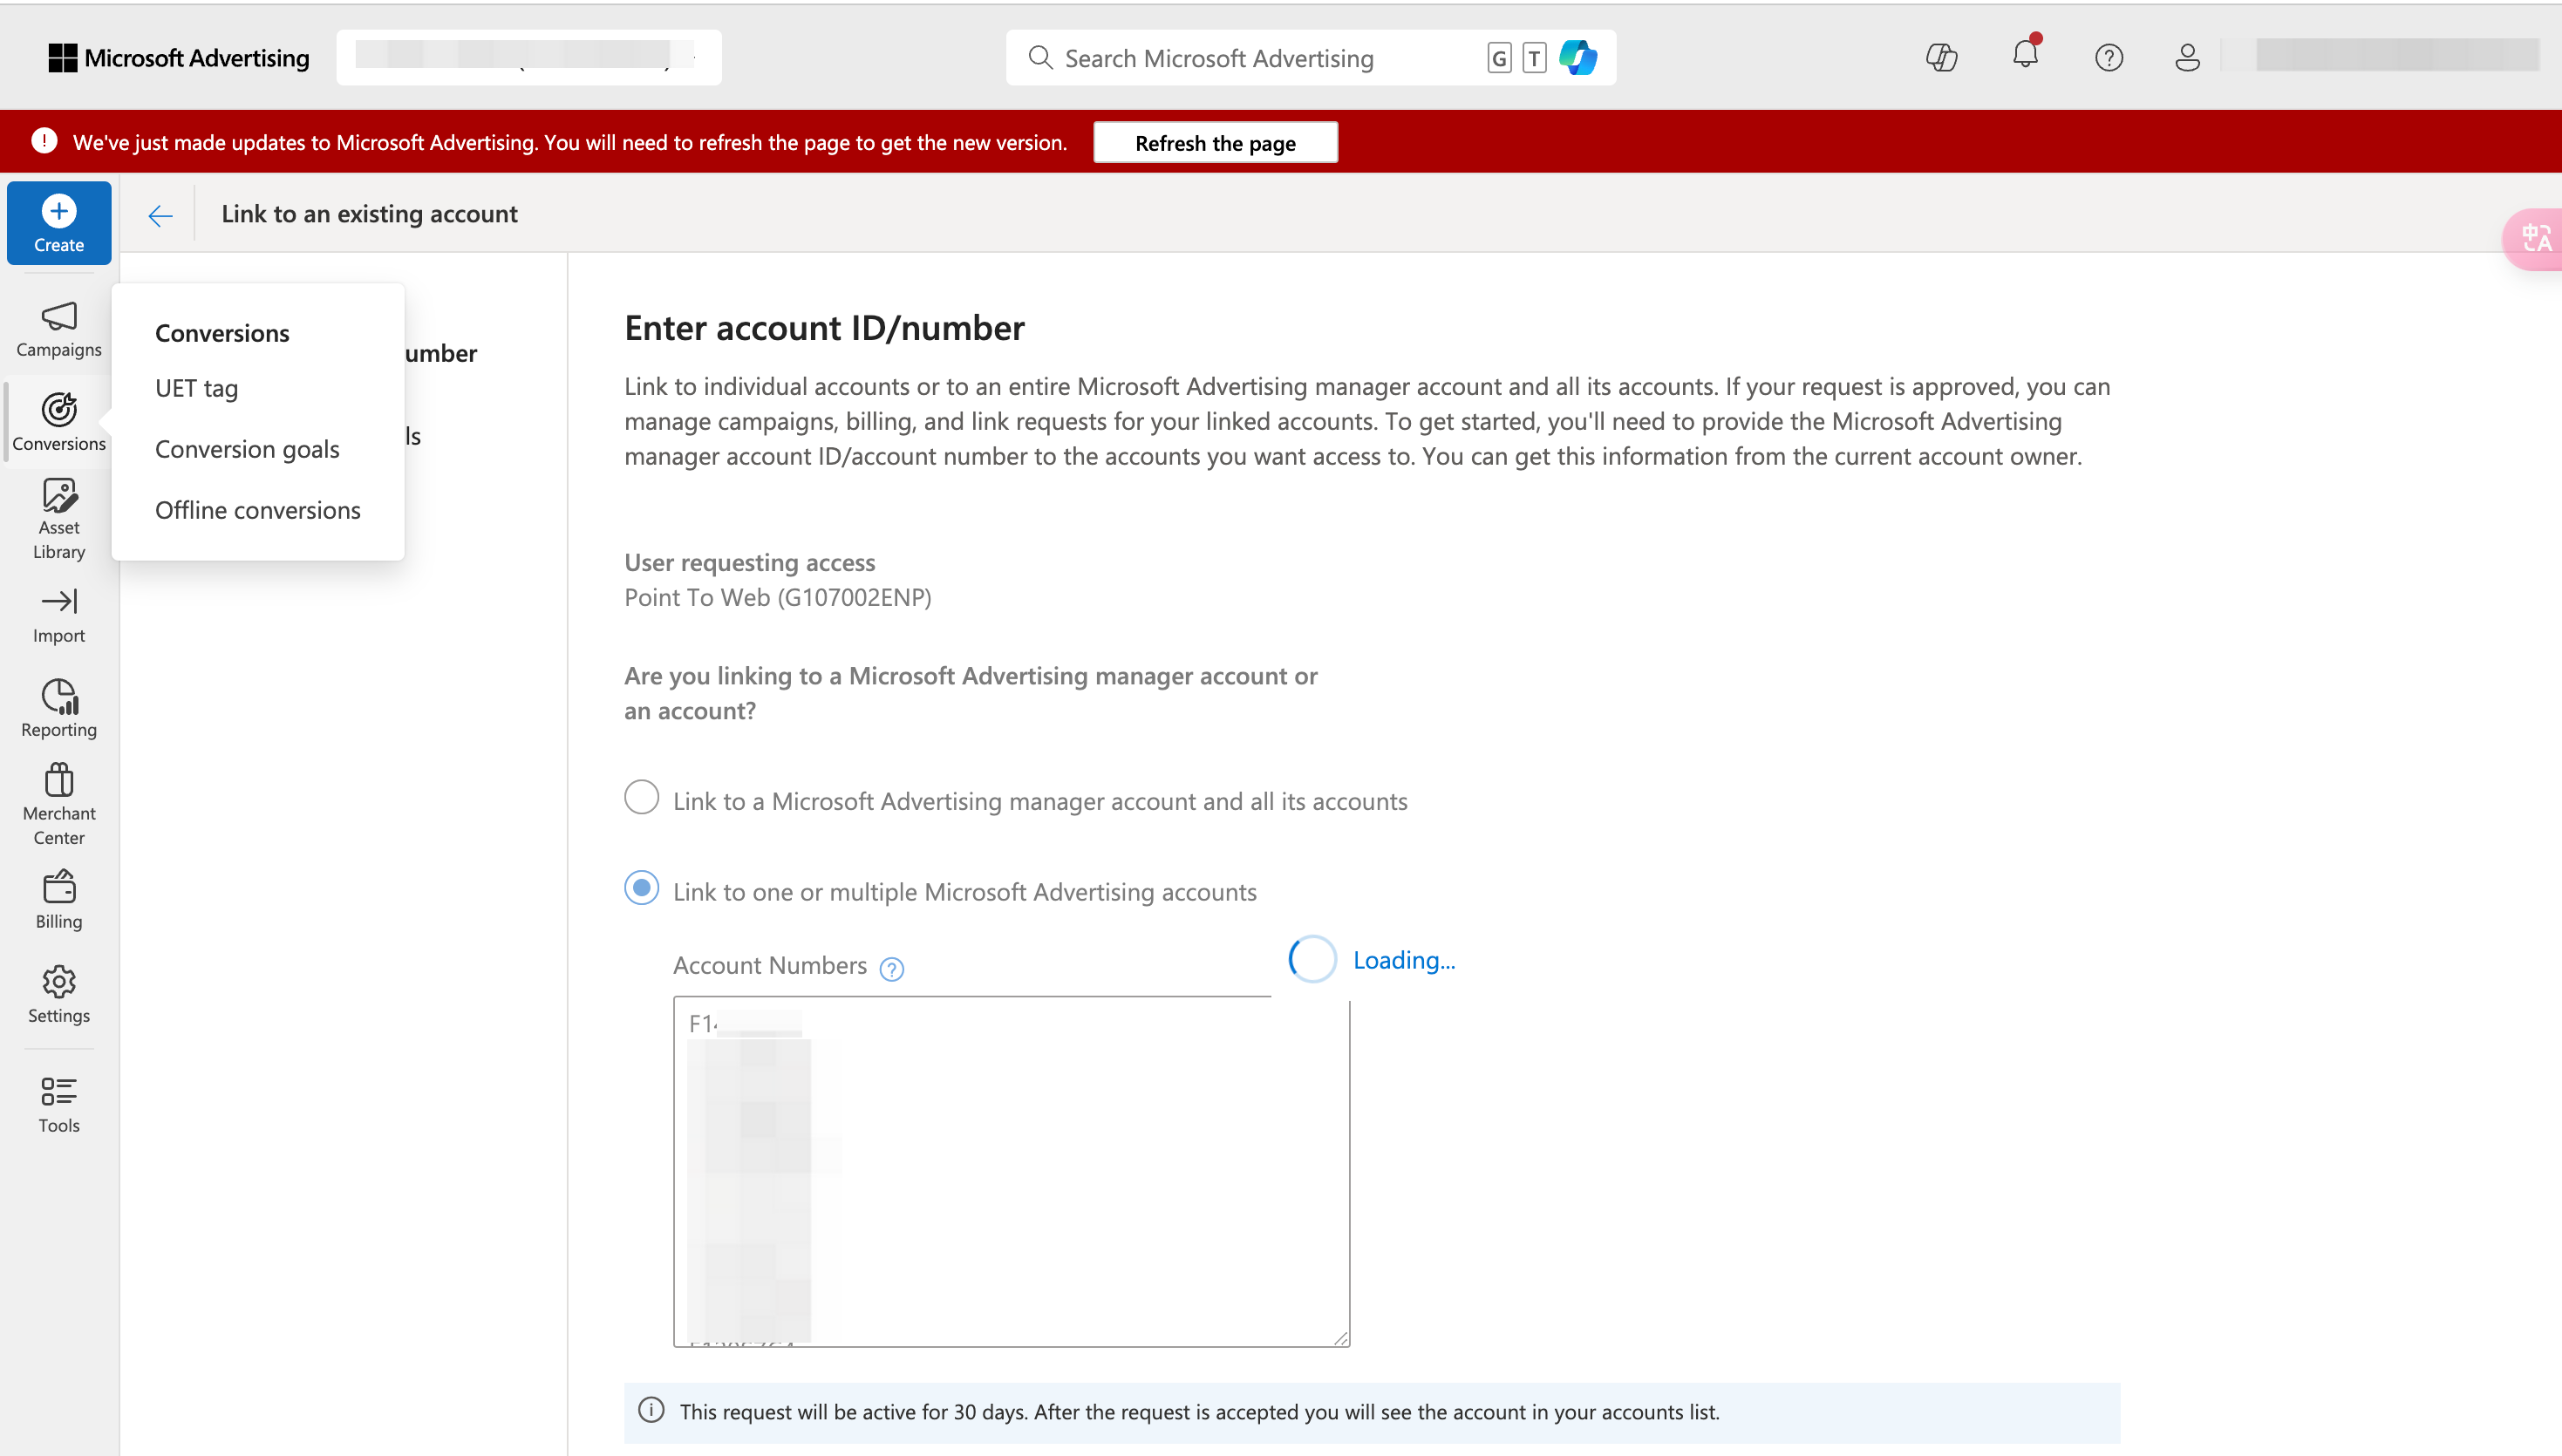 Microsoft Advertising
Search Microsoft Advertising
G T
We've just made updates to Microsoft Advertising. You will need to refresh the page to get the new version.
Refresh the page
Create
Link to an existing account
中A
Campaigns
Conversions
Asset
Library
Import
Reporting
Merchant
Center
Billing
Settings
Tools
Conversions
UET tag
Conversion goals
Offline conversions
umber
ls
Enter account ID/number
Link to individual accounts or to an entire Microsoft Advertising manager account and all its accounts. If your request is approved, you can
manage campaigns, billing, and link requests for your linked accounts. To get started, you'll need to provide the Microsoft Advertising
manager account ID/account number to the accounts you want access to. You can get this information from the current account owner.
User requesting access
Point To Web (G107002ENP)
Are you linking to a Microsoft Advertising manager account or
an account?
Link to a Microsoft Advertising manager account and all its accounts
Link to one or multiple Microsoft Advertising accounts
Account Numbers
Loading...
F14
This request will be active for 30 days. After the request is accepted you will see the account in your accounts list.